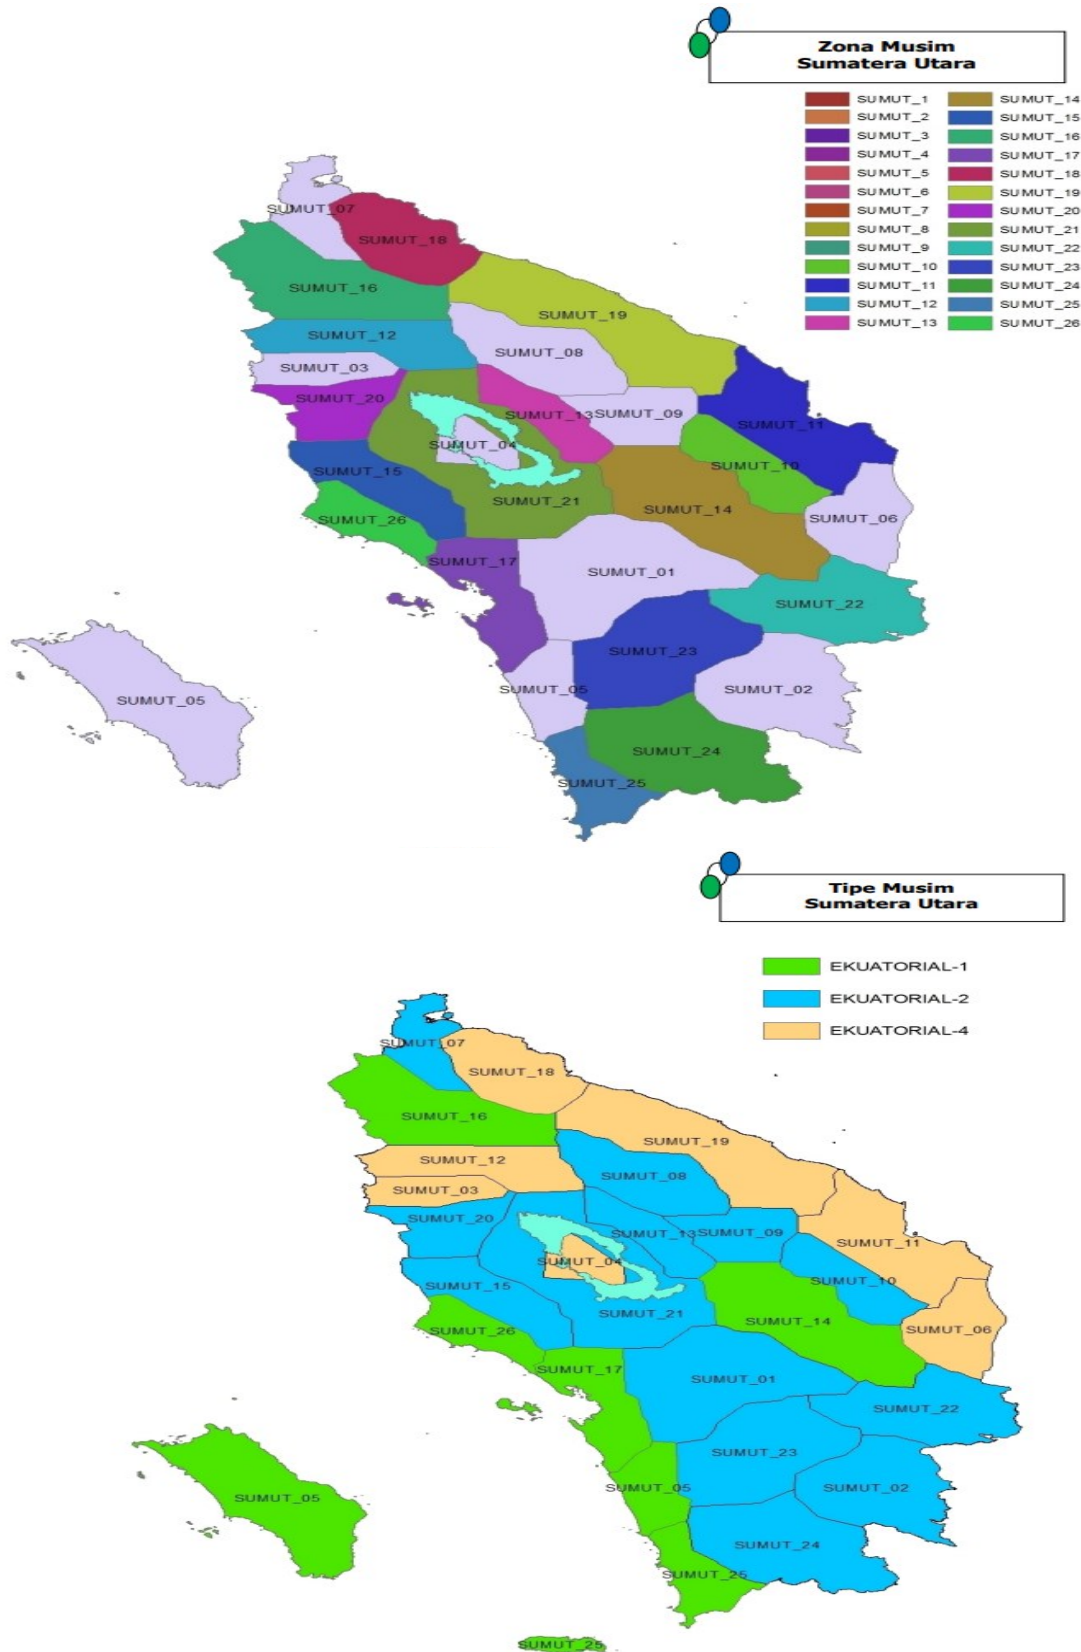 Zona Musim
Sumatera Utara
SUMUT_1
SUMUT_2
SUMUT_3
SUMUT_4
SUMUT_5
SUMUT_6
SUMUT_7
SUMUT_8
SUMUT_9
SUMUT_10
SUMUT_11
SUMUT_12
SUMUT_13
SUMUT_14
SUMUT_15
SUMUT_16
SUMUT_17
SUMUT_18
SUMUT_19
SUMUT_20
SUMUT_21
SUMUT_22
SUMUT_23
SUMUT_24
SUMUT_25
SUMUT_26
SUMUT_07
SUMUT_18
SUMUT_16
SUMUT_19
SUMUT_12
SUMUT_08
SUMUT_03
SUMUT_20
SUMUT_13
SUMUT_09
SUMUT_11
SUMUT_04
SUMUT_10
SUMUT_15
SUMUT_21
SUMUT_14
SUMUT_26
SUMUT_06
SUMUT_17
SUMUT_01
SUMUT_22
SUMUT_23
SUMUT_05
SUMUT_05
SUMUT_02
SUMUT_24
SUMUT_25
Tipe Musim
Sumatera Utara
EKUATORIAL-1
EKUATORIAL-2
EKUATORIAL-4
SUMUT_07
SUMUT_18
SUMUT_16
SUMUT_19
SUMUT_12
SUMUT_08
SUMUT_03
SUMUT_20
SUMUT_13
SUMUT_09
SUMUT_11
SUMUT_04
SUMUT_10
SUMUT_15
SUMUT_21
SUMUT_14
SUMUT_26
SUMUT_06
SUMUT_17
SUMUT_01
SUMUT_22
SUMUT_23
SUMUT_05
SUMUT_05
SUMUT_02
SUMUT_24
SUMUT_25
SUMUT_25